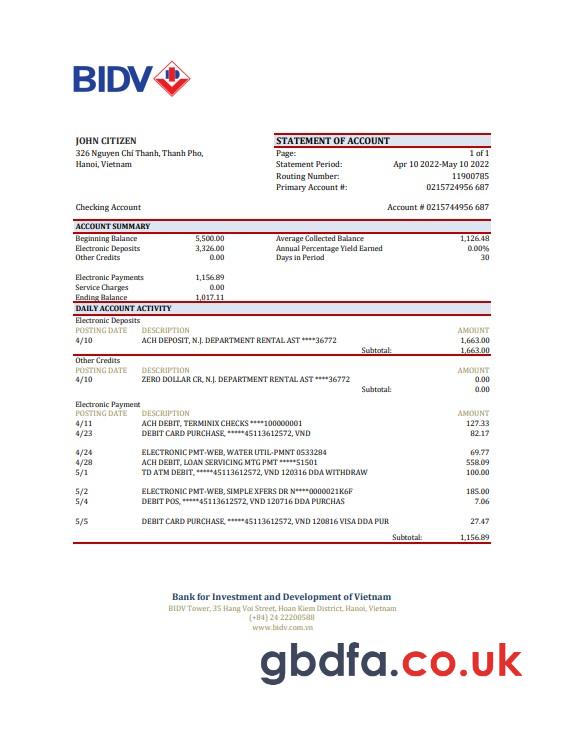 BIDV
JOHN CITIZEN
326 Nguyen Chí Thanh, Thanh Pho,
Hanoi, Vietnam
STATEMENT OF ACCOUNT
Page: 1 of 1
Statement Period: Apr 10 2022-May 10 2022
Routing Number: 11900785
Primary Account #: 0215724956 687
Checking Account Account # 0215744956 687
ACCOUNT SUMMARY
Beginning Balance 5,500.00 Average Collected Balance 1,126.48
Electronic Deposits 3,326.00 Annual Percentage Yield Earned 0.00%
Other Credits 0.00 Days in Period 30
Electronic Payments 1,156.89
Service Charges 0.00
Ending Balance 1,017.11
DAILY ACCOUNT ACTIVITY
Electronic Deposits
POSTING DATE DESCRIPTION AMOUNT
4/10 ACH DEPOSIT, N.J. DEPARTMENT RENTAL AST ****36772 1,663.00
Subtotal: 1,663.00
Other Credits
POSTING DATE DESCRIPTION AMOUNT
4/10 ZERO DOLLAR CR, N.J. DEPARTMENT RENTAL AST ****36772 0.00
Subtotal: 0.00
Electronic Payment
POSTING DATE DESCRIPTION AMOUNT
4/11 ACH DEBIT, TERMINIX CHECKS ****100000001 127.33
4/23 DEBIT CARD PURCHASE, *****45113612572, VND 82.17
4/24 ELECTRONIC PMT-WEB, WATER UTIL-PMNT 0533284 69.77
4/28 ACH DEBIT, LOAN SERVICING MTG PMT *****51501 558.09
5/1 TD ATM DEBIT, *****45113612572, VND 120316 DDA WITHDRAW 100.00
5/2 ELECTRONIC PMT-WEB, SIMPLE XFERS DR N****0000021K6F 185.00
5/4 DEBIT POS, *****45113612572, VND 120716 DDA PURCHAS 7.06
5/5 DEBIT CARD PURCHASE, *****45113612572, VND 120816 VISA DDA PUR 27.47
Subtotal: 1,156.89
Bank for Investment and Development of Vietnam
BIDV Tower, 35 Hang Voi Street, Hoan Kiem District, Hanoi, Vietnam
(+84) 24 22200588
www.bidv.com.vn
gbdfa.co.uk